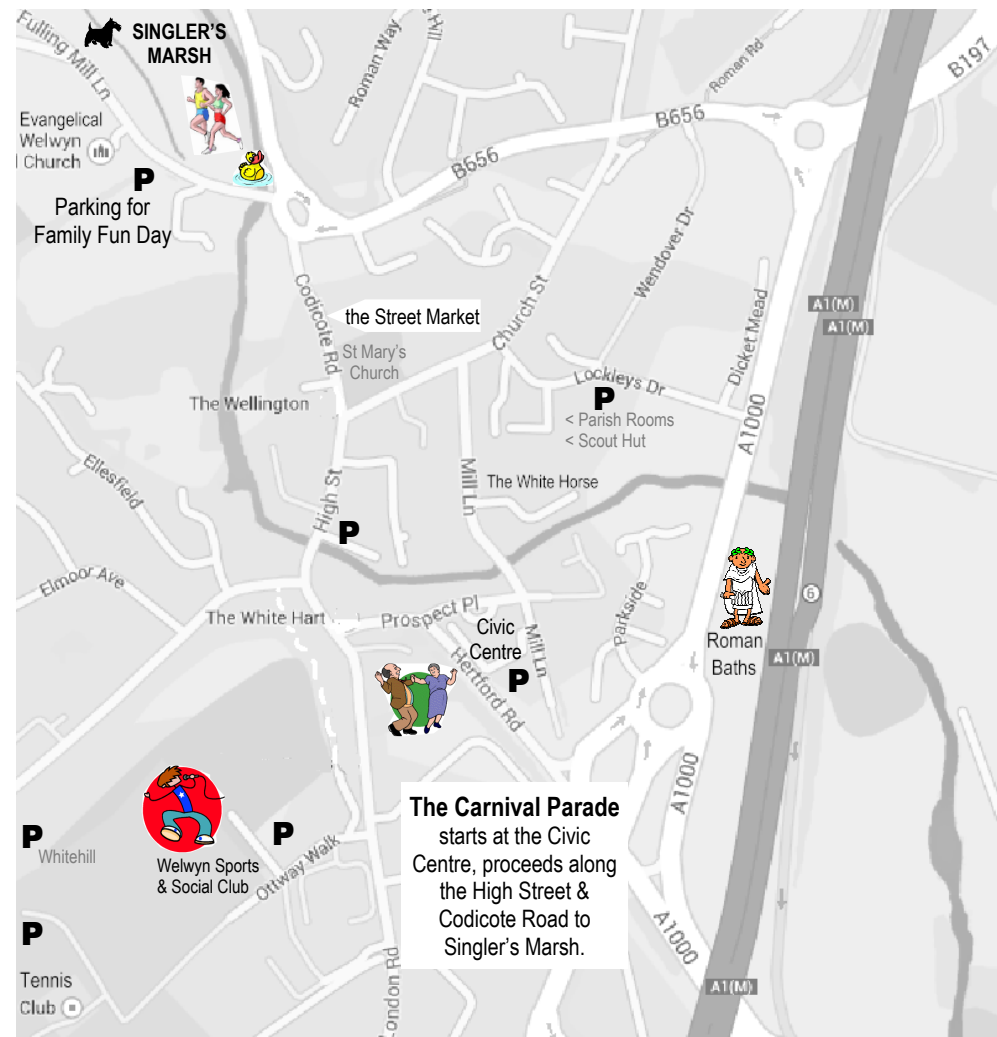 SINGLER'S
MARSH
Fulling Mill Ln
Roman Way
Hill
Roman Rd
B197
Evangelical
Welwyn
l Church
P
Parking for
Family Fun Day
B656
B656
Codicote Rd
the Street Market
Church St
Wendover Dr
Dicket Mead
A1(M)
A1(M)
St Mary's
Church
Lockleys Dr
P
< Parish Rooms
< Scout Hut
The Wellington
A1000
Ellesfield
High St
Mill Ln
The White Horse
P
Elmoor Ave
The White Hart
Prospect Pl
Civic
Centre
P
Mill Ln
Parkside
Hertford Rd
6
Roman
Baths
A1(M)
A1000
P
Whitehill
Welwyn Sports
& Social Club
P
Ottway Walk
The Carnival Parade
starts at the Civic
Centre, proceeds along
the High Street &
Codicote Road to
Singler's Marsh.
P
Tennis
Club
London Rd
A1000
A1(M)